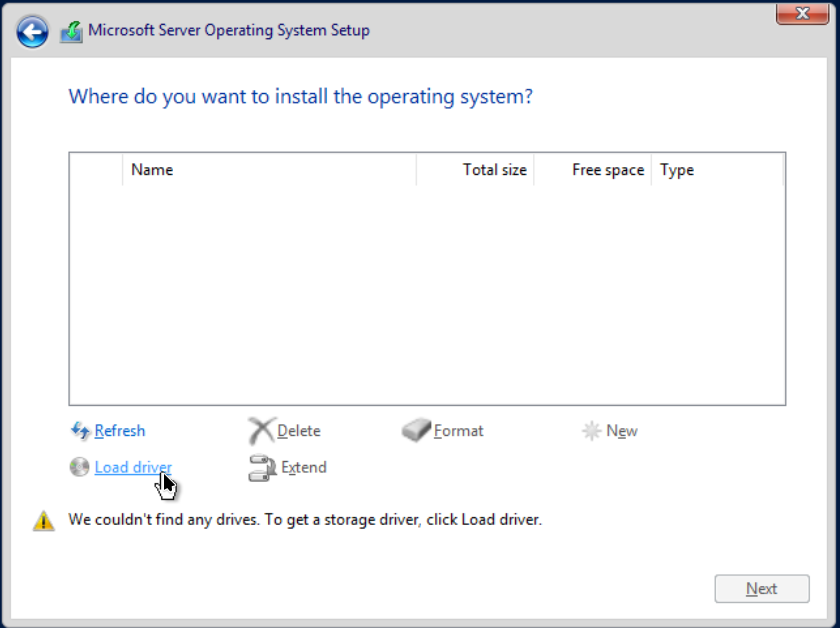 Microsoft Server Operating System Setup
Where do you want to install the operating system?
Name Total size Free space Type
Refresh Delete Format New
Load driver Extend
We couldn't find any drives. To get a storage driver, click Load driver.
Next